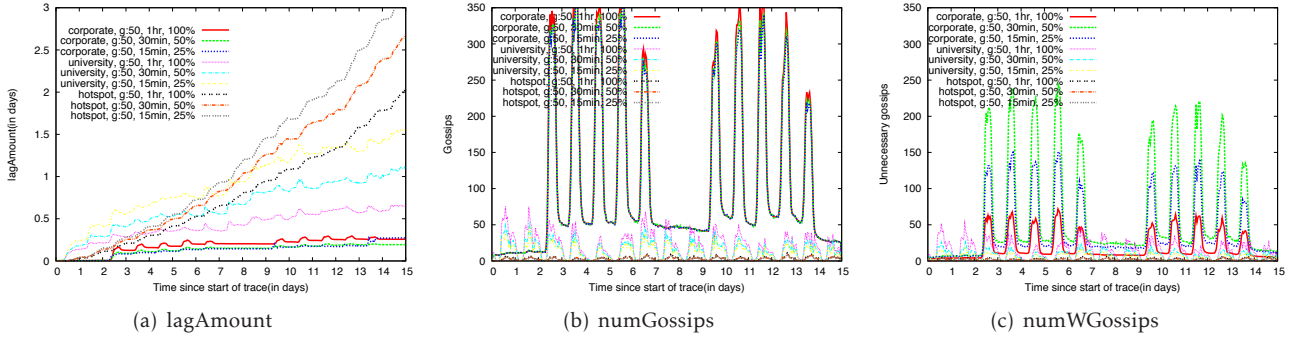 3
2.5
2
1.5
1
0.5
0
lagAmount(in days)
corporate, g:50, 1hr, 100%
corporate, g:50, 30min, 50%
corporate, g:50, 15min, 25%
university, g:50, 1hr, 100%
university, g:50, 30min, 50%
university, g:50, 15min, 25%
hotspot, g:50, 1hr, 100%
hotspot, g:50, 30min, 50%
hotspot, g:50, 15min, 25%
0 1 2 3 4 5 6 7 8 9 10 11 12 13 14 15
Time since start of trace(in days)
(a) lagAmount
350
300
250
200
150
100
50
0
Gossips
corporate, g:50, 1hr, 100%
corporate, g:50, 30min, 50%
corporate, g:50, 15min, 25%
university, g:50, 1hr, 100%
university, g:50, 30min, 50%
university, g:50, 15min, 25%
hotspot, g:50, 1hr, 100%
hotspot, g:50, 30min, 50%
hotspot, g:50, 15min, 25%
0 1 2 3 4 5 6 7 8 9 10 11 12 13 14 15
Time since start of trace(in days)
(b) numGossips
350
300
250
200
150
100
50
0
Unnecessary gossips
corporate, g:50, 1hr, 100%
corporate, g:50, 30min, 50%
corporate, g:50, 15min, 25%
university, g:50, 1hr, 100%
university, g:50, 30min, 50%
university, g:50, 15min, 25%
hotspot, g:50, 1hr, 100%
hotspot, g:50, 30min, 50%
hotspot, g:50, 15min, 25%
0 1 2 3 4 5 6 7 8 9 10 11 12 13 14 15
Time since start of trace(in days)
(c) numWGossips